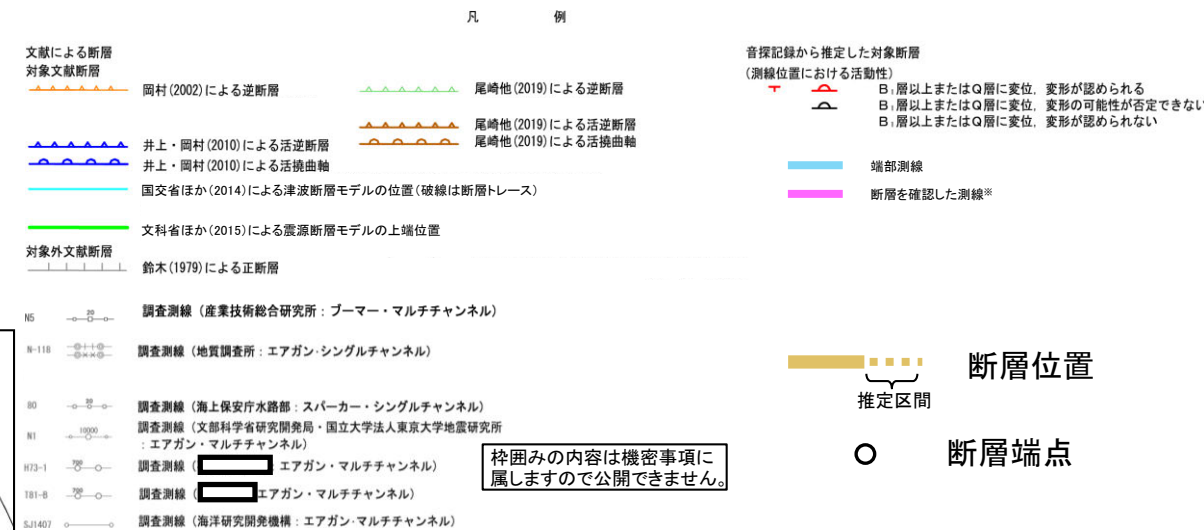 凡 例
文献による断層
対象文献断層
岡村(2002)による逆断層
尾崎他(2019)による逆断層
尾崎他(2019)による活逆断層
尾崎他(2019)による活撓曲軸
井上・岡村(2010)による活逆断層
井上・岡村(2010)による活撓曲軸
国交省ほか(2014)による津波断層モデルの位置(破線は断層トレース)
文科省ほか(2015)による震源断層モデルの上端位置
対象外文献断層
鈴木(1979)による正断層
N5 20 調査測線(産業技術総合研究所:ブーマー・マルチチャンネル)
N-118 調査測線(地質調査所:エアガン・シングルチャンネル)
80 20 調査測線(海上保安庁水路部:スパーカー・シングルチャンネル)
N1 10000 調査測線(文部科学省研究開発局・国立大学法人東京大学地震研究所
:エアガン・マルチチャンネル)
H73-1 700 調査測線( :エアガン・マルチチャンネル)
T81-B 700 調査測線( エアガン・マルチチャンネル)
SJ1407 調査測線(海洋研究開発機構:エアガン・マルチチャンネル)
音探記録から推定した対象断層
(測線位置における活動性)
B₁層以上またはQ層に変位,変形が認められる
B₁層以上またはQ層に変位,変形の可能性が否定できない
B₁層以上またはQ層に変位,変形が認められない
端部測線
断層を確認した測線※
断層位置
推定区間
断層端点
枠囲みの内容は機密事項に
属しますので公開できません。